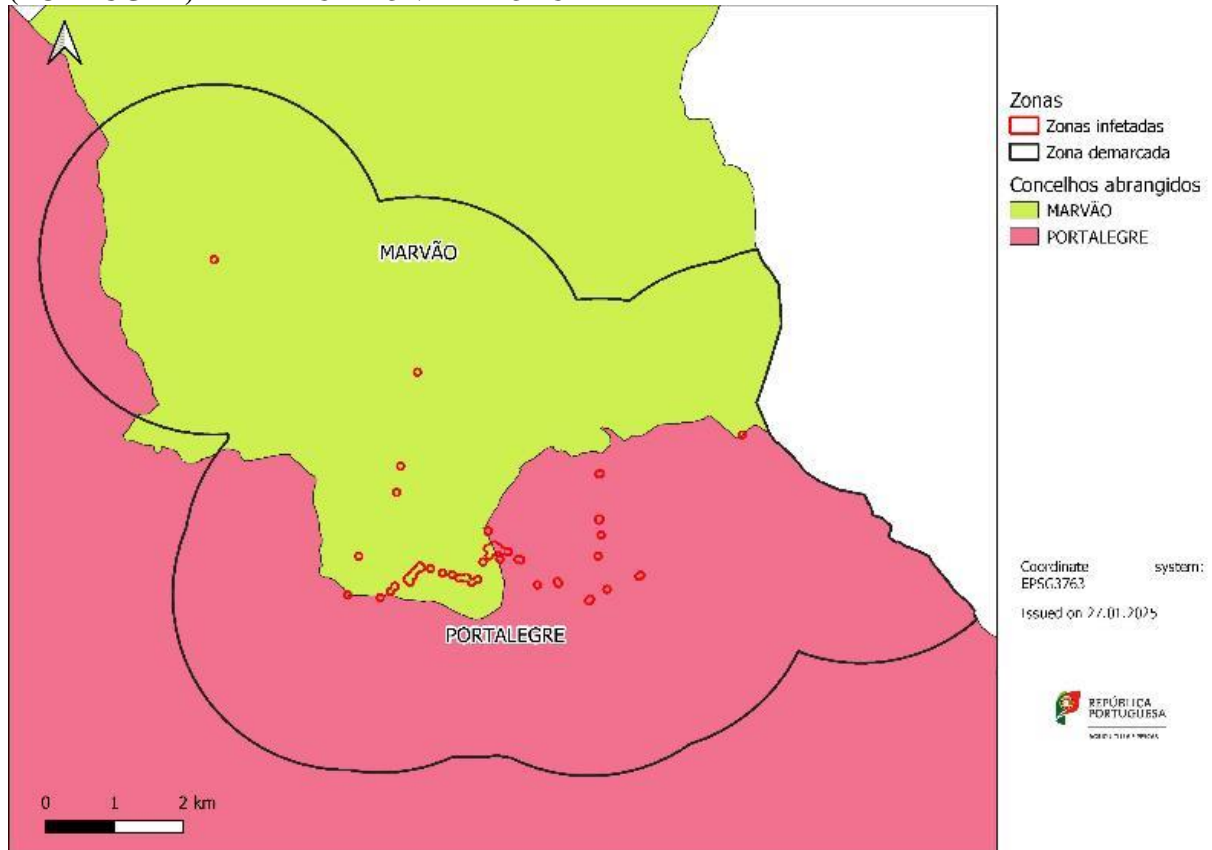 Zonas
Zonas infetadas
Zona demarcada
Concelhos abrangidos
MARVÃO
PORTALEGRE
MARVÃO
PORTALEGRE
Coordinate system:
EPSG3763
Issued on 27.01.2025
REPÚBLICA
PORTUGUESA
0 1 2 km